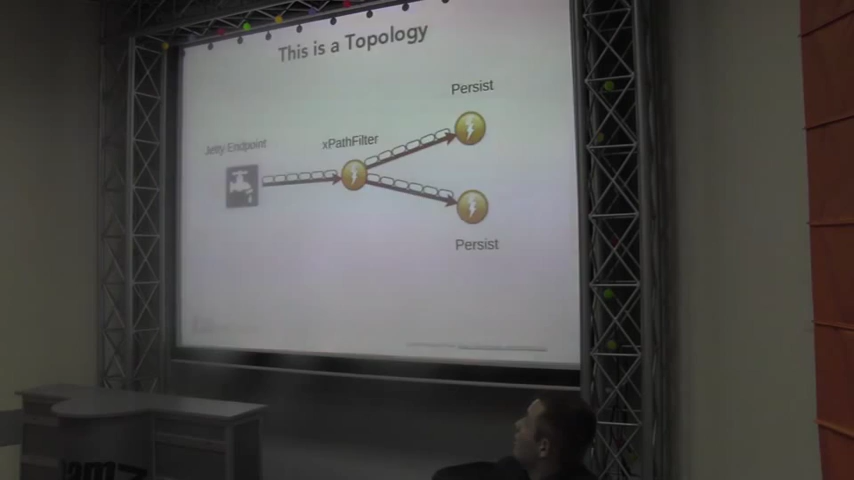 This is a Topology
Persist
xPathFilter
Jetty Endpoint
Persist